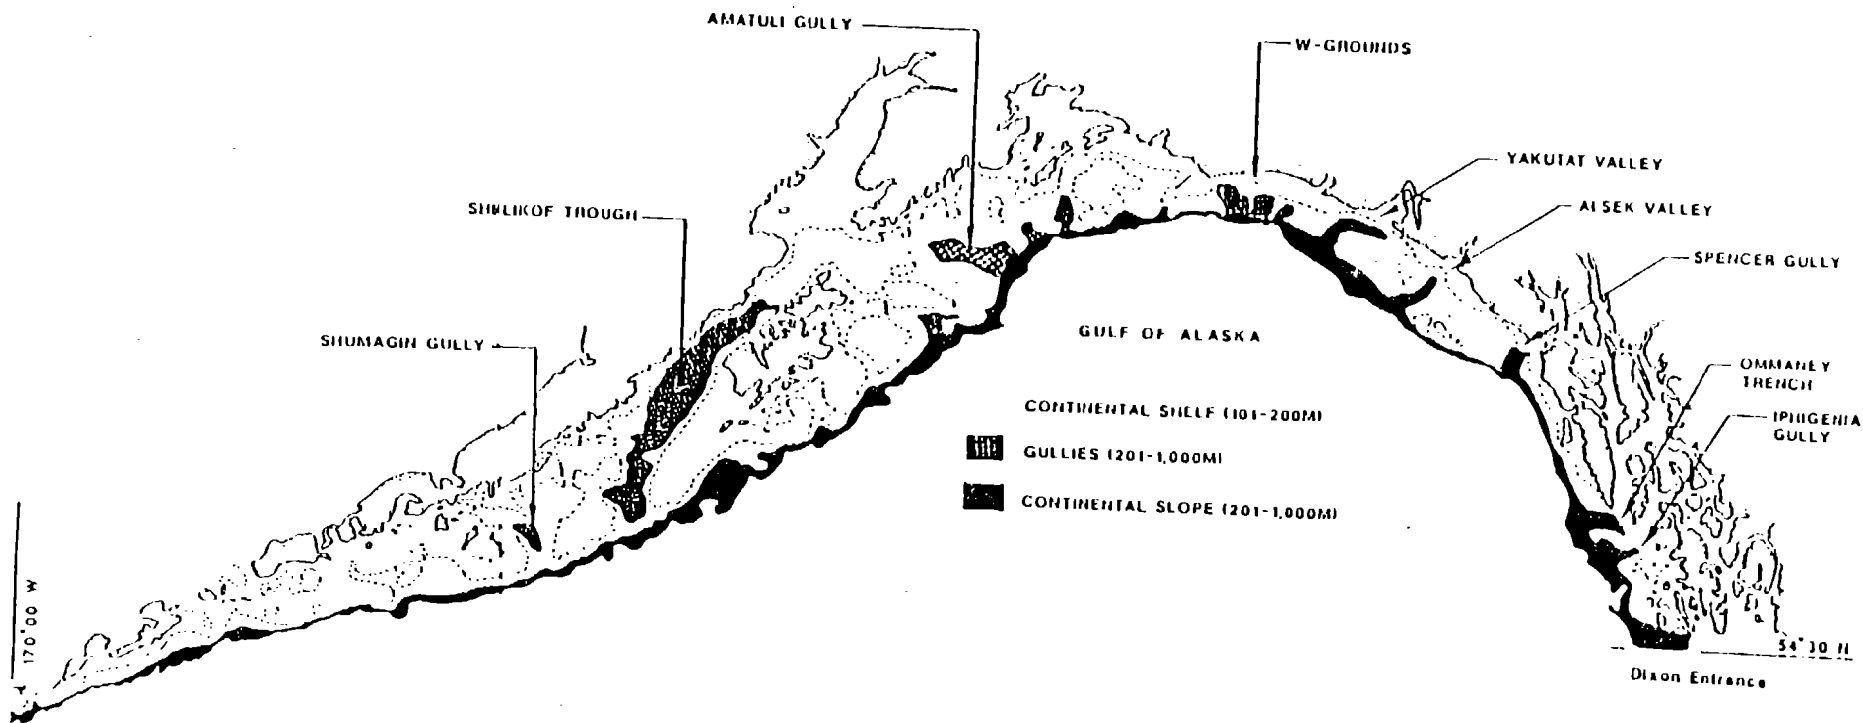 AMATULI GULLY
W-GROUNDS
YAKUTAT VALLEY
ALSEK VALLEY
SHELIKOF TROUGH
SPENCER GULLY
SHUMAGIN GULLY
GULF OF ALASKA
OMMANEY
TRENCH
IPHIGENIA
GULLY
CONTINENTAL SHELF (101-200M)
GULLIES (201-1,000M)
CONTINENTAL SLOPE (201-1,000M)
170°00 W
54°30 N
Dixon Entrance